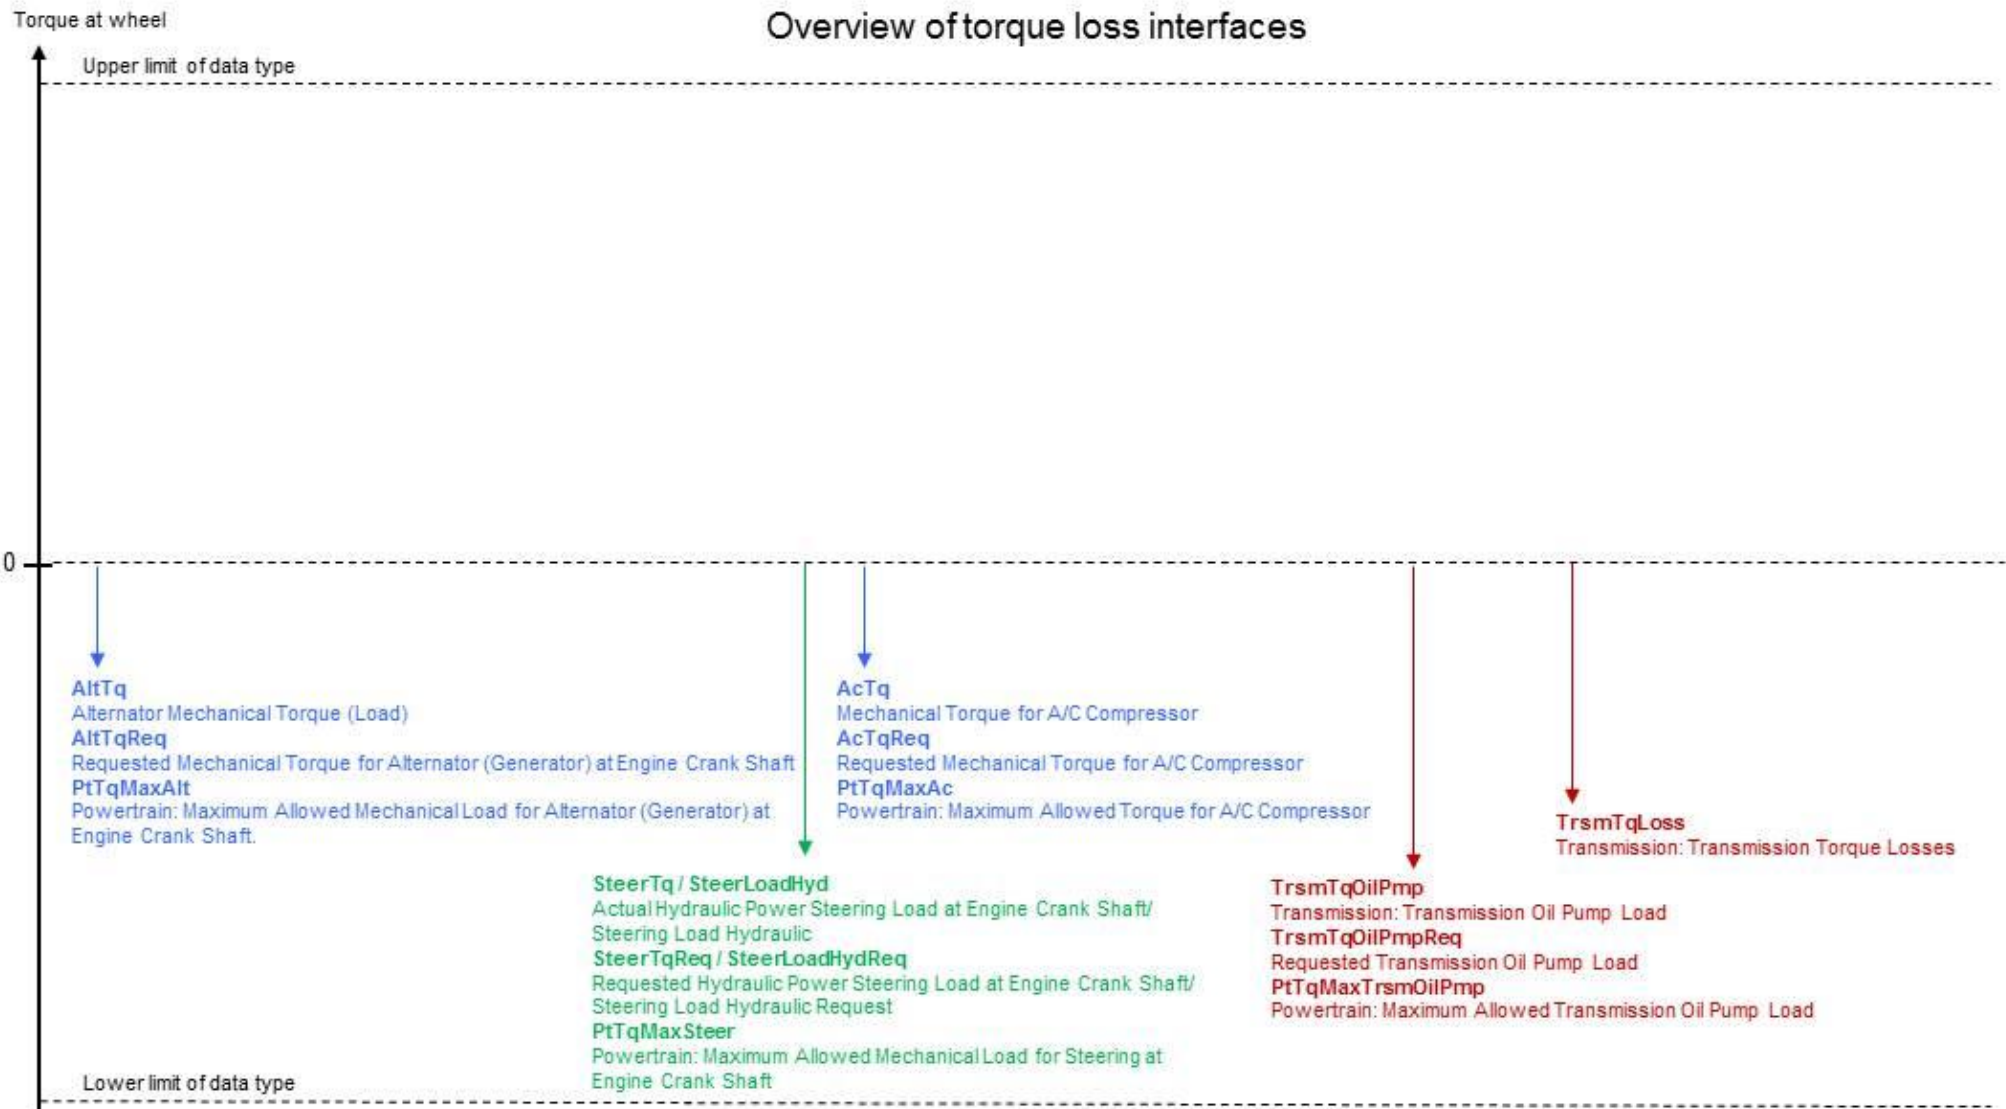 Torque at wheel
Overview of torque loss interfaces
Upper limit of data type
0
AltTq
Alternator Mechanical Torque (Load)
AltTqReq
Requested Mechanical Torque for Alternator (Generator) at Engine Crank Shaft
PtTqMaxAlt
Powertrain: Maximum Allowed Mechanical Load for Alternator (Generator) at
Engine Crank Shaft.
AcTq
Mechanical Torque for A/C Compressor
AcTqReq
Requested Mechanical Torque for A/C Compressor
PtTqMaxAc
Powertrain: Maximum Allowed Torque for A/C Compressor
TrsmTqLoss
Transmission: Transmission Torque Losses
SteerTq / SteerLoadHyd
Actual Hydraulic Power Steering Load at Engine Crank Shaft/
Steering Load Hydraulic
SteerTqReq / SteerLoadHydReq
Requested Hydraulic Power Steering Load at Engine Crank Shaft/
Steering Load Hydraulic Request
PtTqMaxSteer
Powertrain: Maximum Allowed Mechanical Load for Steering at
Engine Crank Shaft
TrsmTqOilPmp
Transmission: Transmission Oil Pump Load
TrsmTqOilPmpReq
Requested Transmission Oil Pump Load
PtTqMaxTrsmOilPmp
Powertrain: Maximum Allowed Transmission Oil Pump Load
Lower limit of data type